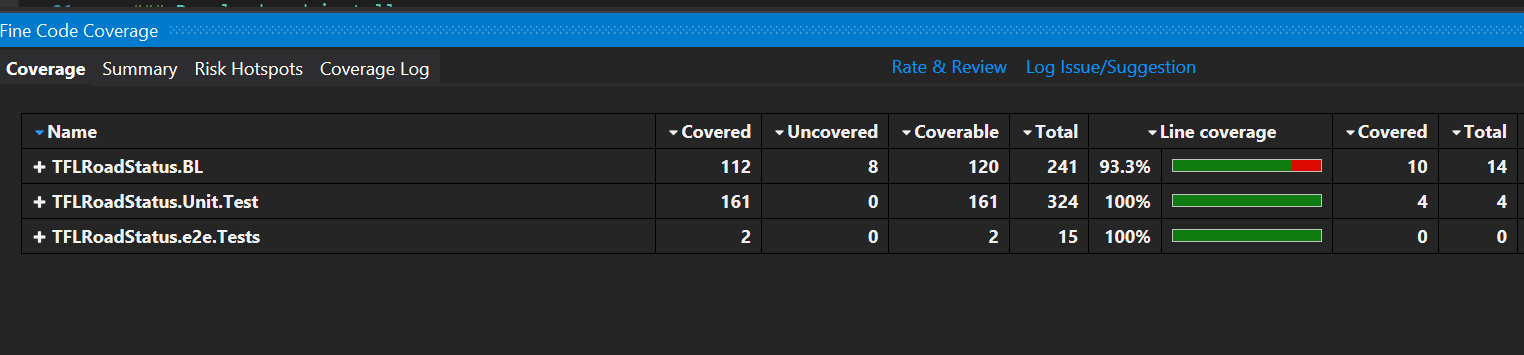 Fine Code Coverage
Coverage Summary Risk Hotspots Coverage Log Rate & Review Log Issue/Suggestion
Name Covered Uncovered Coverable Total Line coverage Covered Total
TFLRoadStatus.BL 112 8 120 241 93.3% 10 14
TFLRoadStatus.Unit.Test 161 0 161 324 100% 4 4
TFLRoadStatus.e2e.Tests 2 0 2 15 100% 0 0